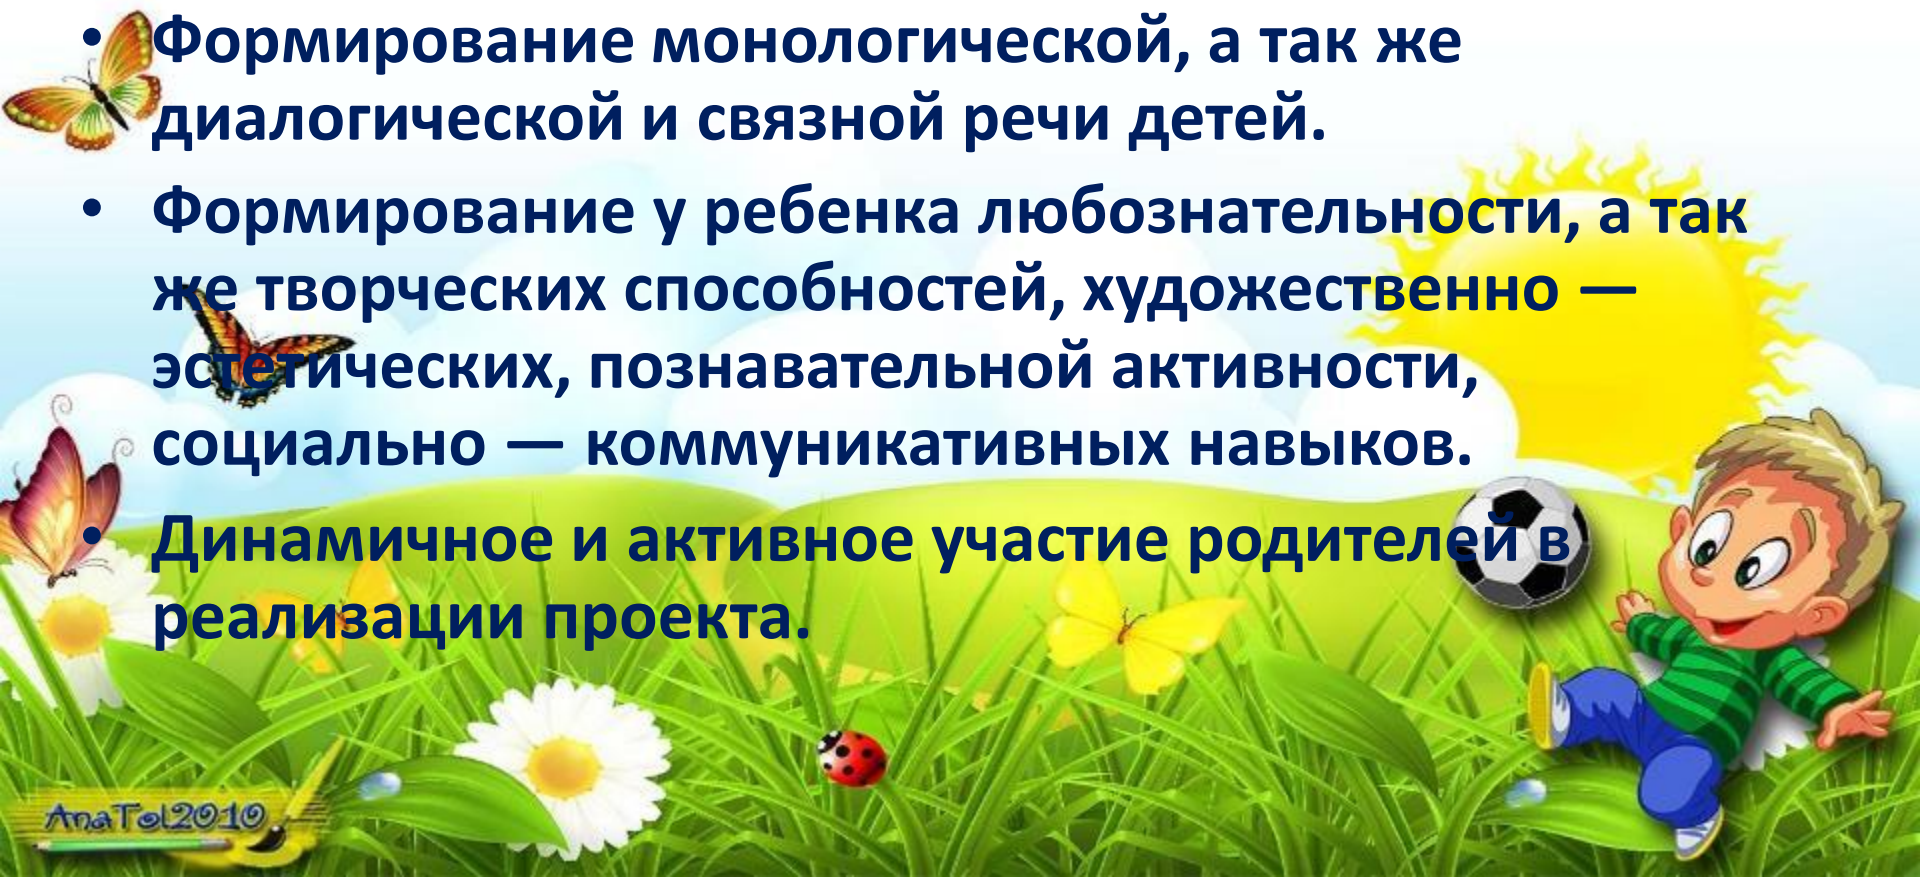 • Формирование монологической, а так же
диалогической и связной речи детей.
• Формирование у ребенка любознательности, а так
же творческих способностей, художественно —
эстетических, познавательной активности,
социально — коммуникативных навыков.
• Динамичное и активное участие родителей в
реализации проекта.
AnaTol2010